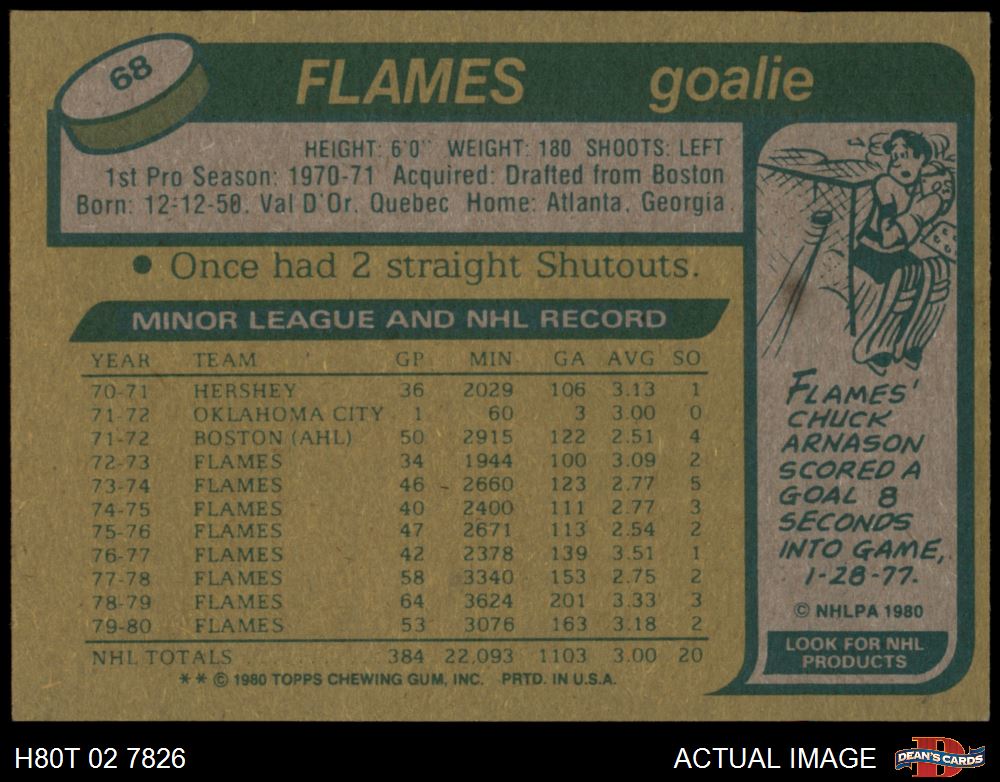 68
FLAMES goalie
HEIGHT: 6'0" WEIGHT: 180 SHOOTS: LEFT
1st Pro Season: 1970-71 Acquired: Drafted from Boston
Born: 12-12-50. Val D'Or, Quebec Home: Atlanta, Georgia
• Once had 2 straight Shutouts.
MINOR LEAGUE AND NHL RECORD
YEAR TEAM GP MIN GA AVG SO
70-71 HERSHEY 36 2029 106 3.13 1
71-72 OKLAHOMA CITY 1 60 3 3.00 0
71-72 BOSTON (AHL) 50 2915 122 2.51 4
72-73 FLAMES 34 1944 100 3.09 2
73-74 FLAMES 46 2660 123 2.77 5
74-75 FLAMES 40 2400 111 2.77 3
75-76 FLAMES 47 2671 113 2.54 2
76-77 FLAMES 42 2378 139 3.51 1
77-78 FLAMES 58 3340 153 2.75 2
78-79 FLAMES 64 3624 201 3.33 3
79-80 FLAMES 53 3076 163 3.18 2
NHL TOTALS 384 22,093 1103 3.00 20
** © 1980 TOPPS CHEWING GUM, INC. PRTD. IN U.S.A.
FLAMES'
CHUCK
ARNASON
SCORED A
GOAL 8
SECONDS
INTO GAME,
1-28-77.
© NHLPA 1980
LOOK FOR NHL
PRODUCTS
H80T 02 7826
ACTUAL IMAGE
D
DEAN'S CARDS